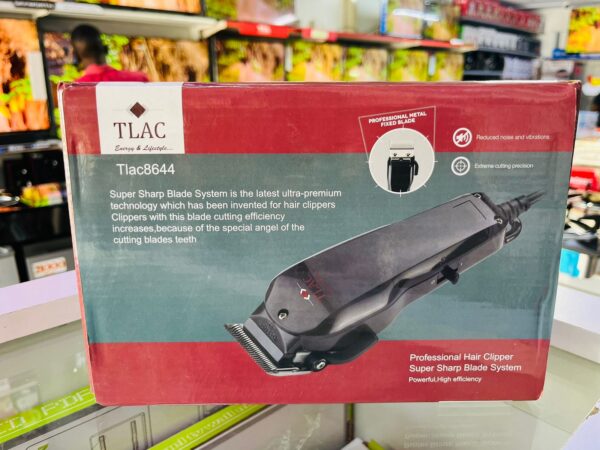 TLAC
Energy & Lifestyle...
Tlac8644
Super Sharp Blade System is the latest ultra-premium
technology which has been invented for hair clippers
Clippers with this blade cutting efficiency
increases,because of the special angel of the
cutting blades teeth
PROFESSIONAL METAL
FIXED BLADE
Reduced noise and vibrations
Extreme cutting precision
TLAC
Professional Hair Clipper
Super Sharp Blade System
Powerful,High efficiency